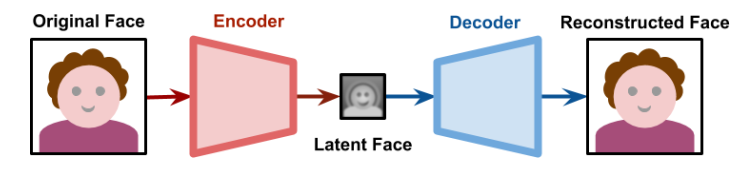 Original Face
Encoder
Decoder
Reconstructed Face
Latent Face